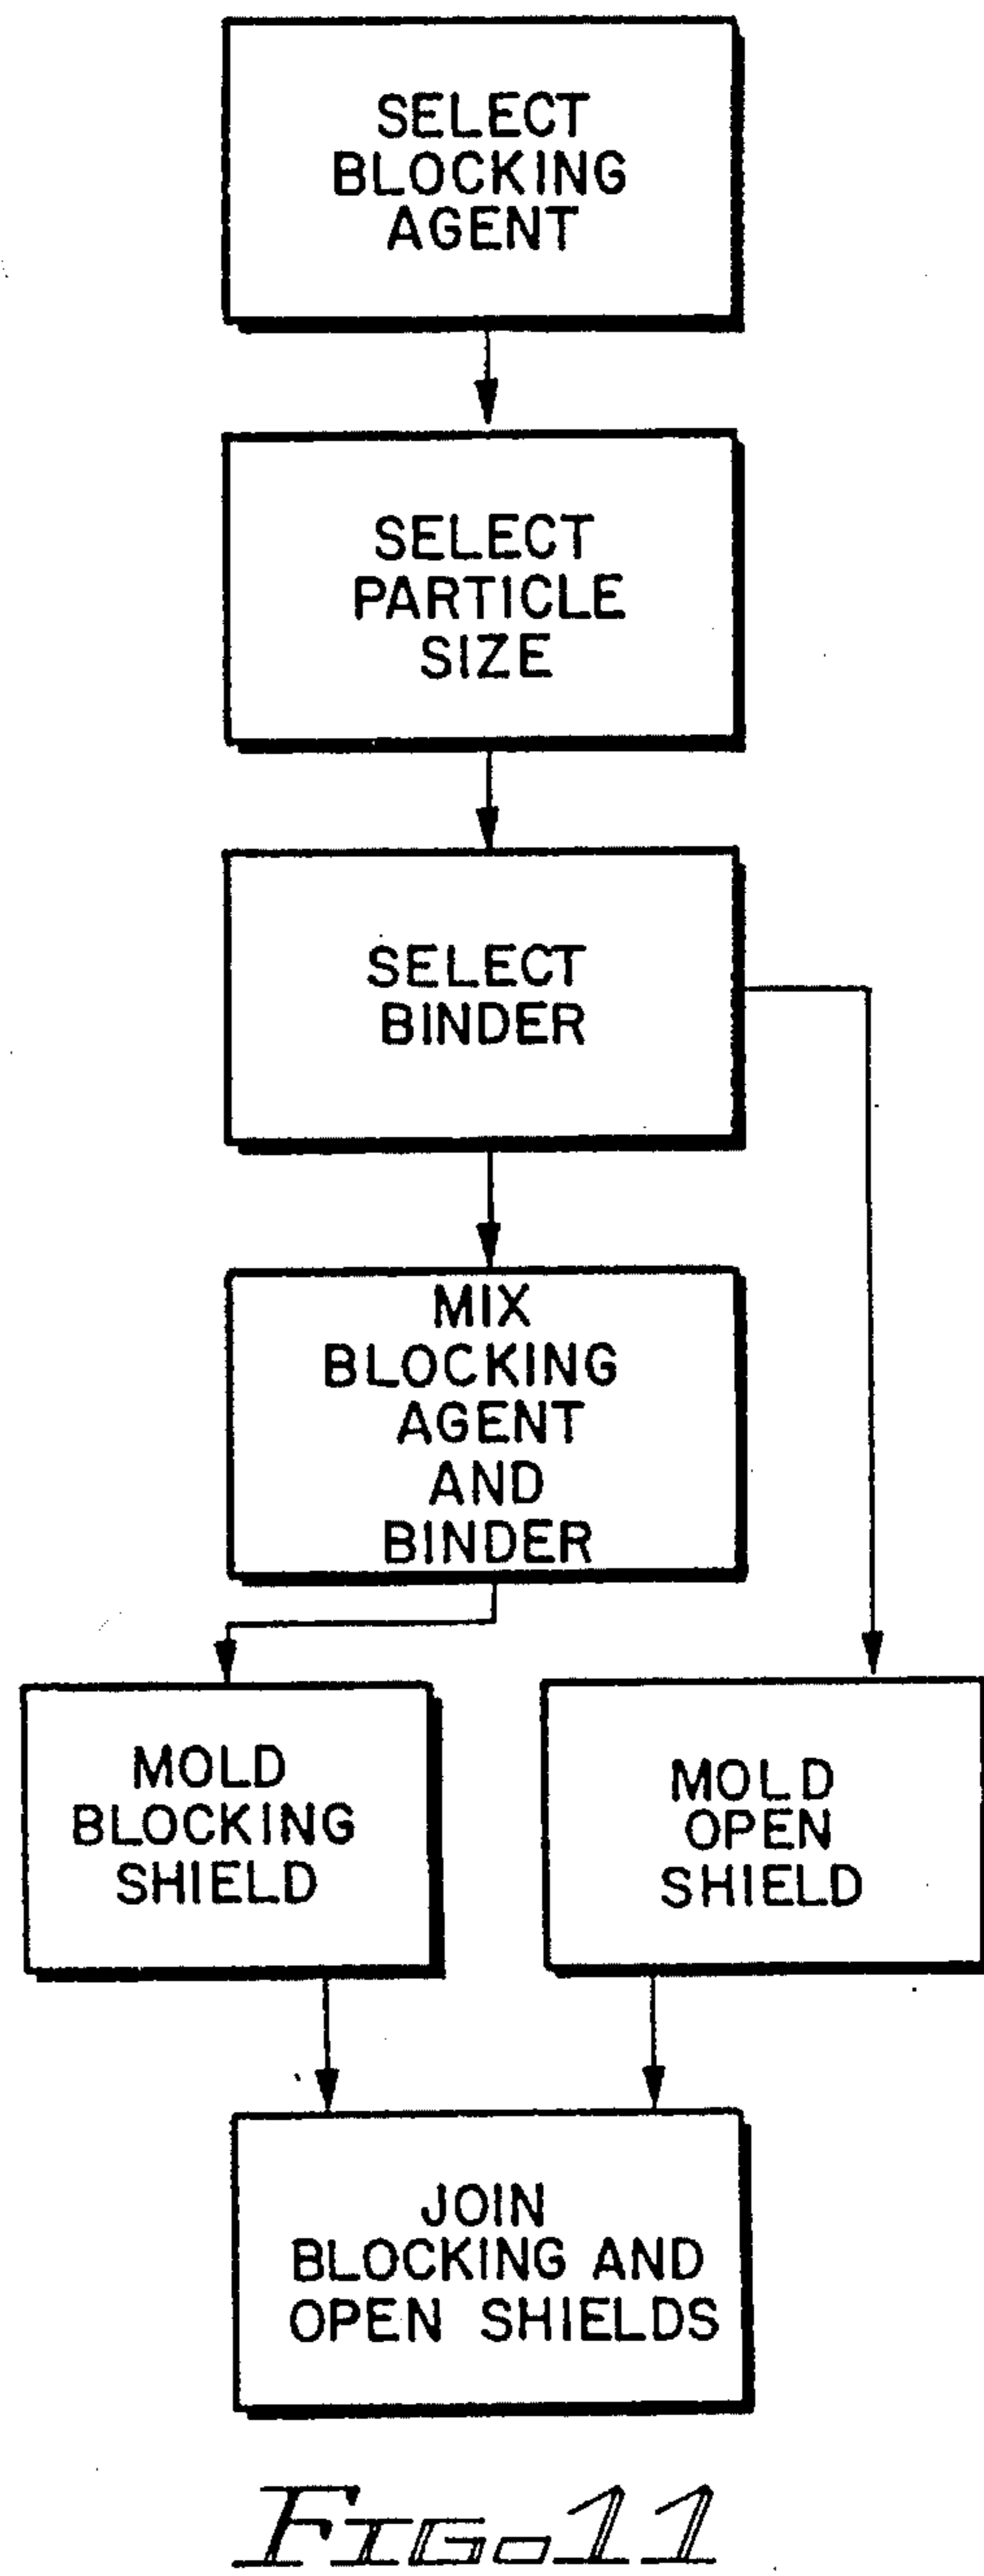 SELECT
BLOCKING
AGENT
SELECT
PARTICLE
SIZE
SELECT
BINDER
MIX
BLOCKING
AGENT
AND
BINDER
MOLD
BLOCKING
SHIELD
MOLD
OPEN
SHIELD
JOIN
BLOCKING AND
OPEN SHIELDS
FIG. 11